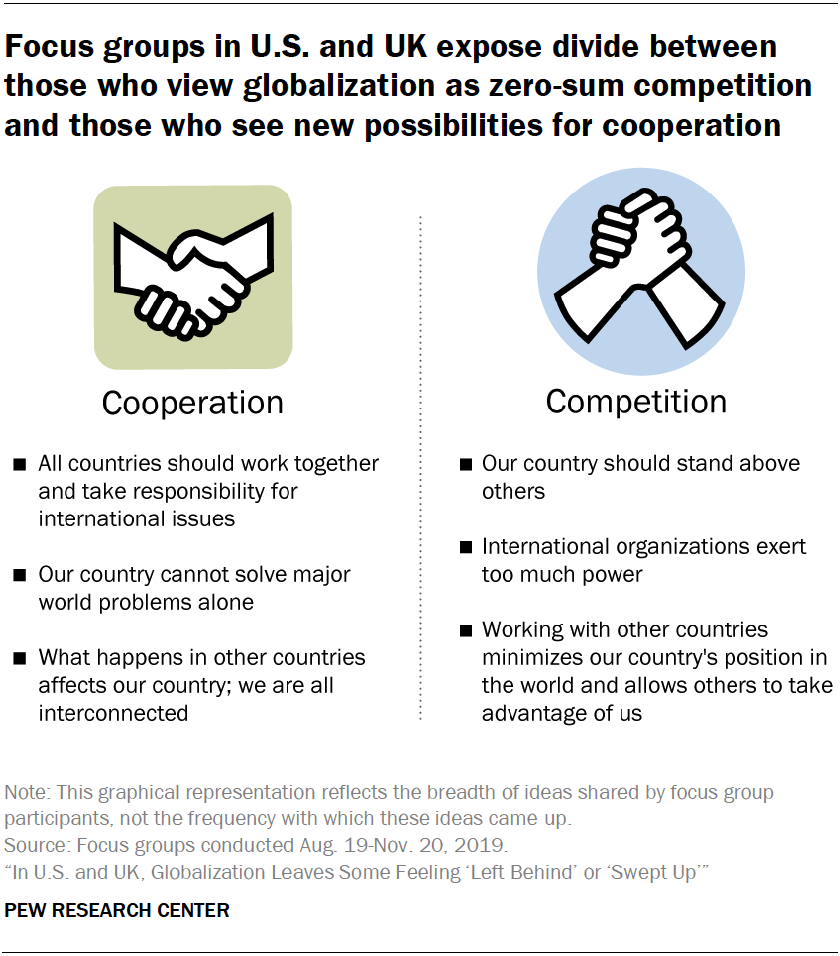 Focus groups in U.S. and UK expose divide between
those who view globalization as zero-sum competition
and those who see new possibilities for cooperation
Cooperation
■ All countries should work together
and take responsibility for
international issues
■ Our country cannot solve major
world problems alone
■ What happens in other countries
affects our country; we are all
interconnected
Competition
■ Our country should stand above
others
■ International organizations exert
too much power
■ Working with other countries
minimizes our country's position in
the world and allows others to take
advantage of us
Note: This graphical representation reflects the breadth of ideas shared by focus group
participants, not the frequency with which these ideas came up.
Source: Focus groups conducted Aug. 19-Nov. 20, 2019.
“In U.S. and UK, Globalization Leaves Some Feeling ‘Left Behind’ or ‘Swept Up’”
PEW RESEARCH CENTER